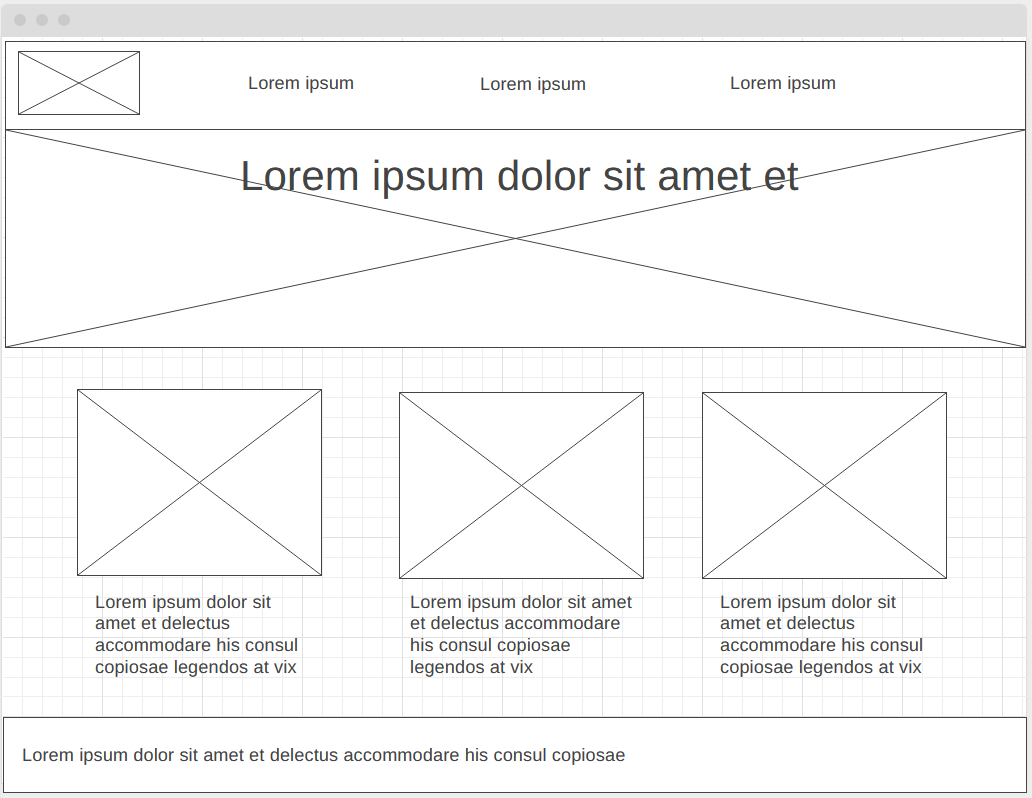 Lorem ipsum
Lorem ipsum
Lorem ipsum
Lorem ipsum dolor sit amet et
Lorem ipsum dolor sit
amet et delectus
accommodare his consul
copiosae legendos at vix
Lorem ipsum dolor sit amet
et delectus accommodare
his consul copiosae
legendos at vix
Lorem ipsum dolor sit
amet et delectus
accommodare his consul
copiosae legendos at vix
Lorem ipsum dolor sit amet et delectus accommodare his consul copiosae